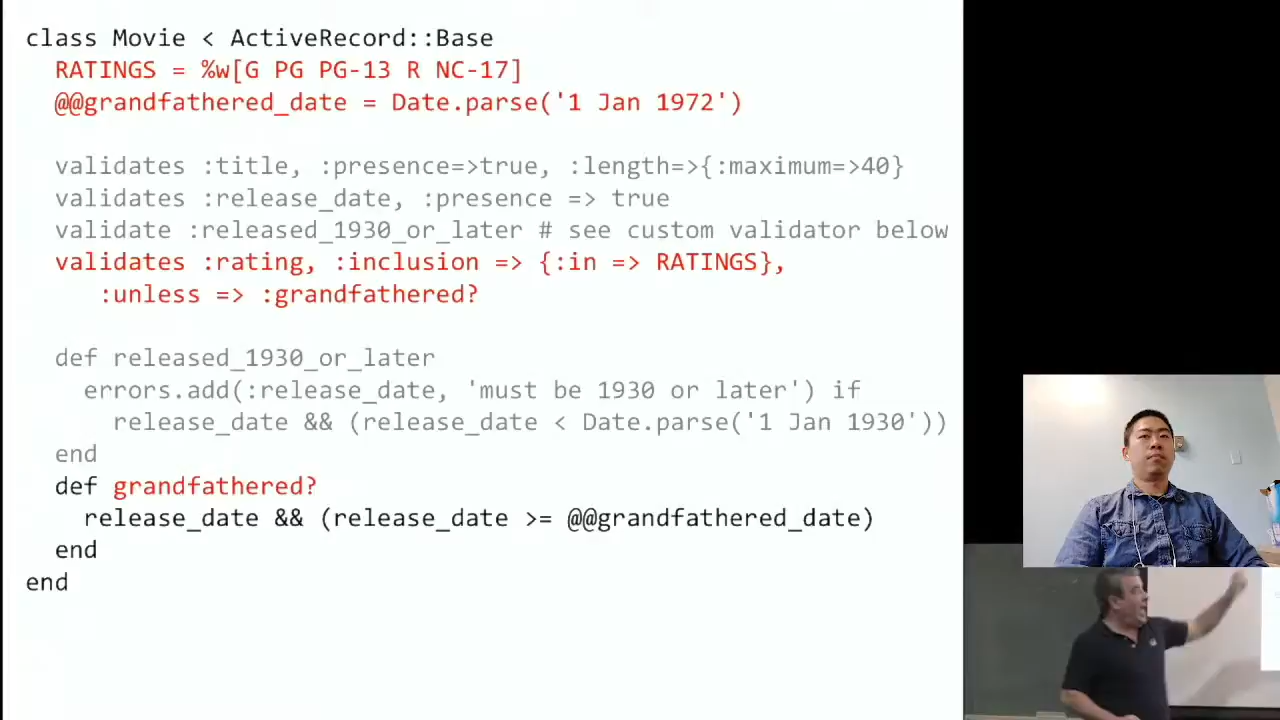 class Movie < ActiveRecord::Base
  RATINGS = %w[G PG PG-13 R NC-17]
  @@grandfathered_date = Date.parse('1 Jan 1972')
  validates :title, :presence=>true, :length=>{:maximum=>40}
  validates :release_date, :presence => true
  validate :released_1930_or_later # see custom validator below
  validates :rating, :inclusion => {:in => RATINGS},
     :unless => :grandfathered?
  def released_1930_or_later
    errors.add(:release_date, 'must be 1930 or later') if
      release_date && (release_date < Date.parse('1 Jan 1930'))
  end
  def grandfathered?
    release_date && (release_date >= @@grandfathered_date)
  end
end